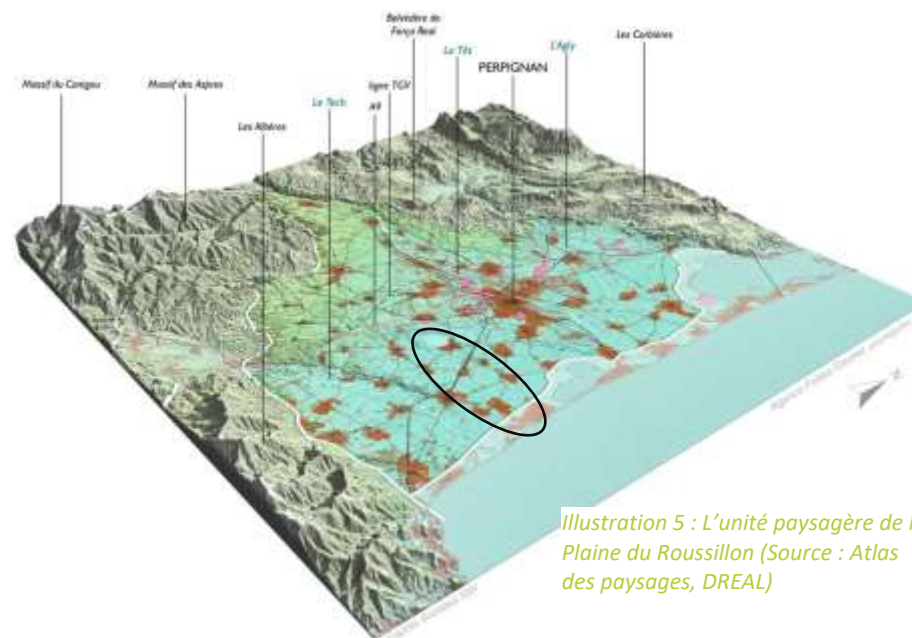 Belvédère de
Força Real
Les Corbières
La Têt
L'Agly
PERPIGNAN
Massif du Canigou
Massif des Aspres
ligne TGV
A9
Le Tech
Les Albères
Illustration 5 : L'unité paysagère de l
Plaine du Roussillon (Source : Atlas
des paysages, DREAL)